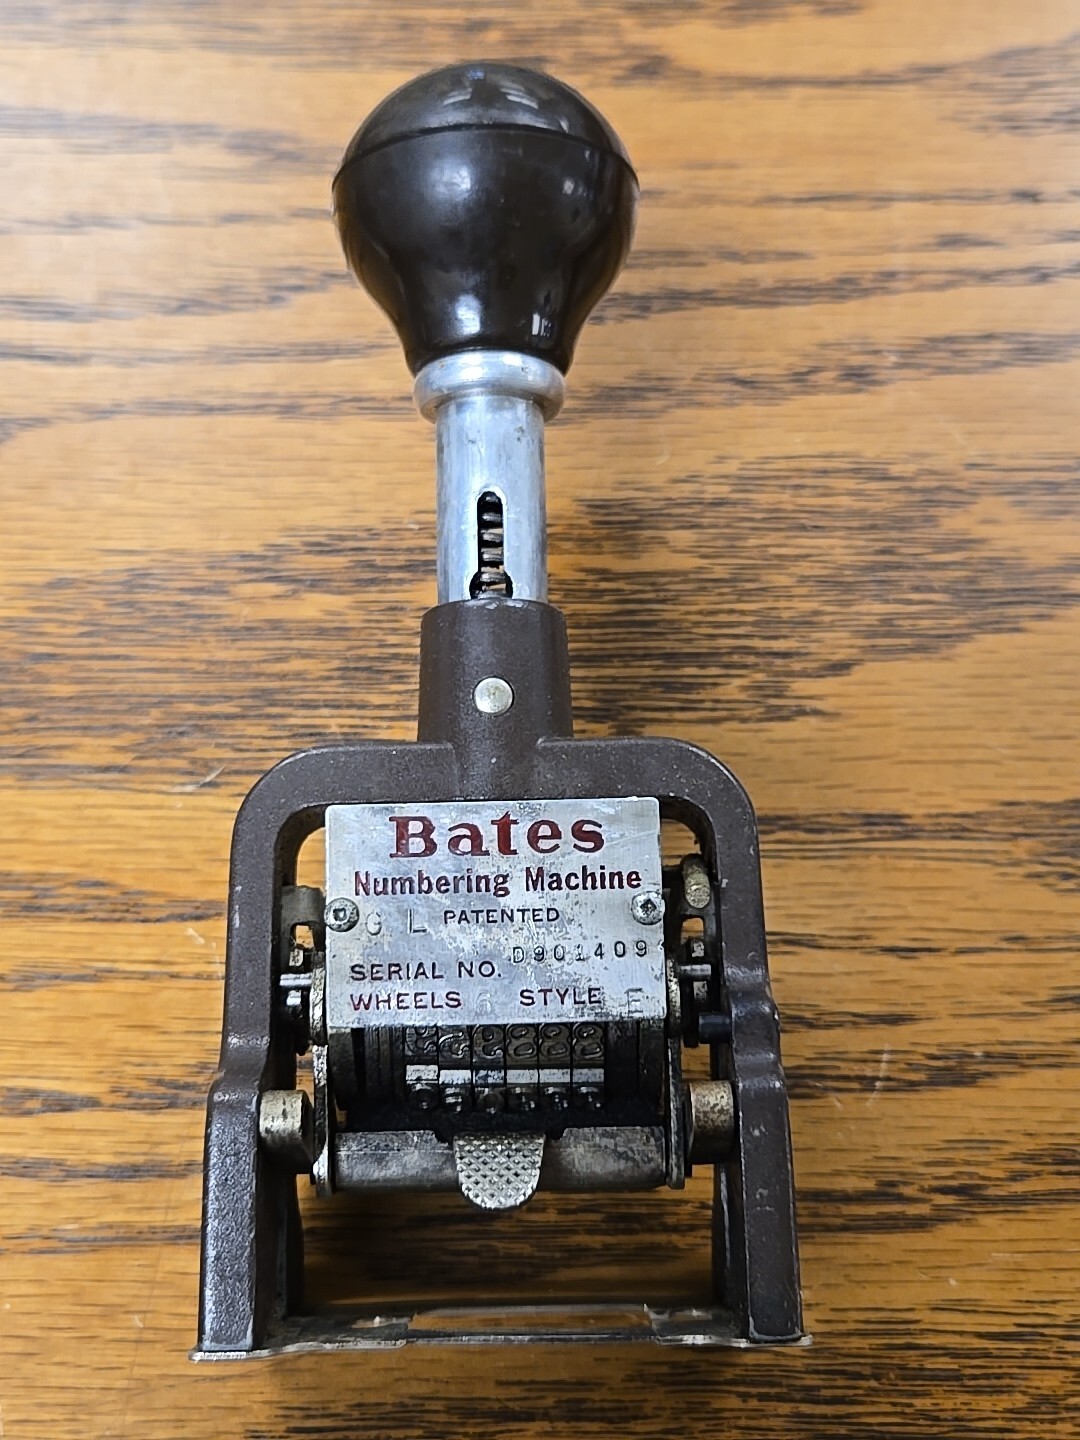 Bates
Numbering Machine
G L PATENTED
SERIAL NO. D901409
WHEELS 6 STYLE E